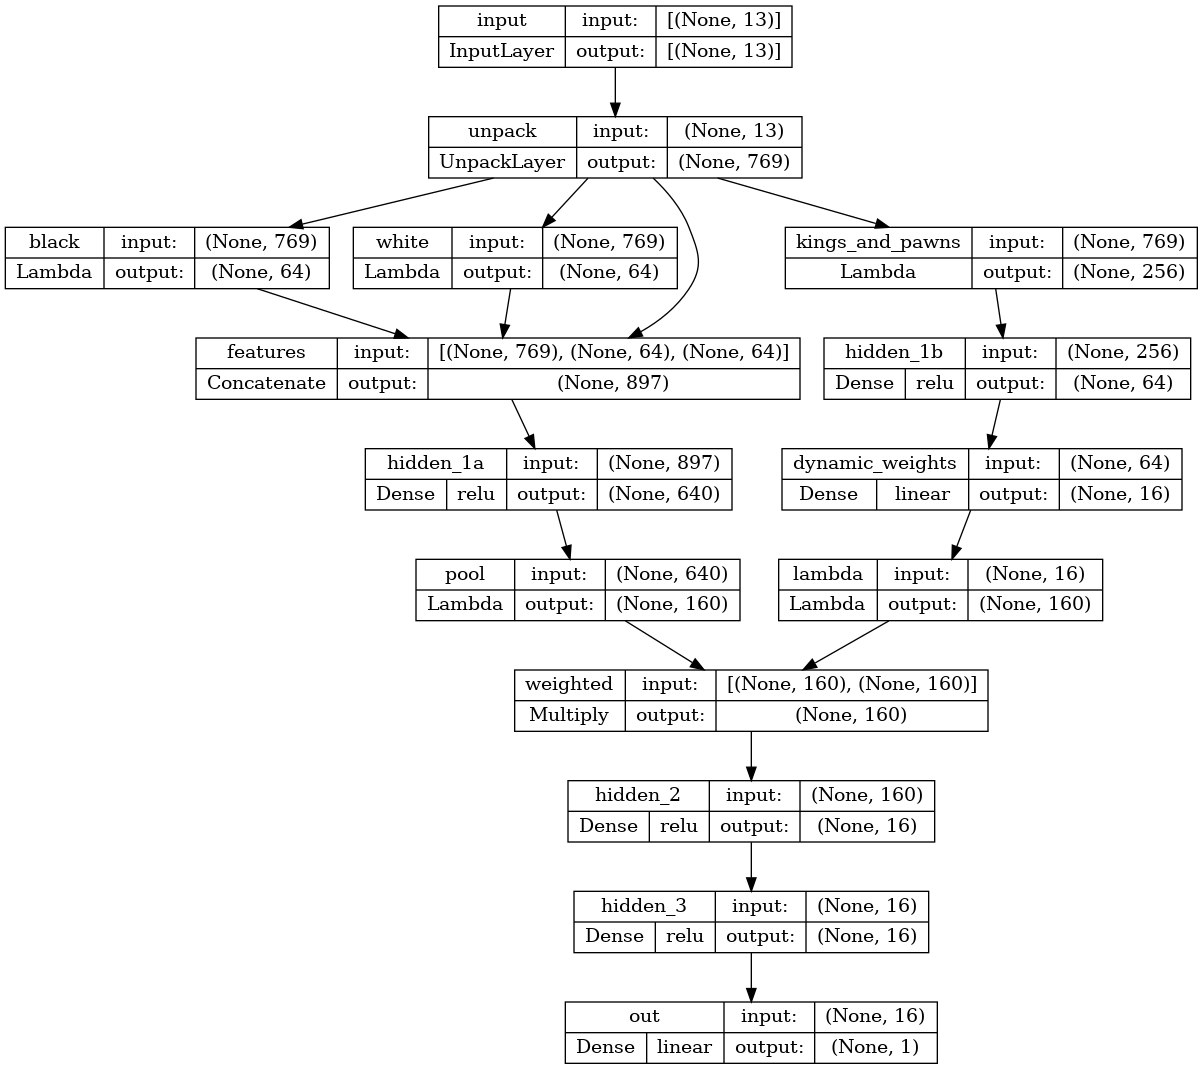 input input: [(None, 13)]
InputLayer output: [(None, 13)]
unpack input: (None, 13)
UnpackLayer output: (None, 769)
black input: (None, 769)
Lambda output: (None, 64)
white input: (None, 769)
Lambda output: (None, 64)
kings_and_pawns input: (None, 769)
Lambda output: (None, 256)
features input: [(None, 769), (None, 64), (None, 64)]
Concatenate output: (None, 897)
hidden_1b input: (None, 256)
Dense relu output: (None, 64)
hidden_1a input: (None, 897)
Dense relu output: (None, 640)
dynamic_weights input: (None, 64)
Dense linear output: (None, 16)
pool input: (None, 640)
Lambda output: (None, 160)
lambda input: (None, 16)
Lambda output: (None, 160)
weighted input: [(None, 160), (None, 160)]
Multiply output: (None, 160)
hidden_2 input: (None, 160)
Dense relu output: (None, 16)
hidden_3 input: (None, 16)
Dense relu output: (None, 16)
out input: (None, 16)
Dense linear output: (None, 1)